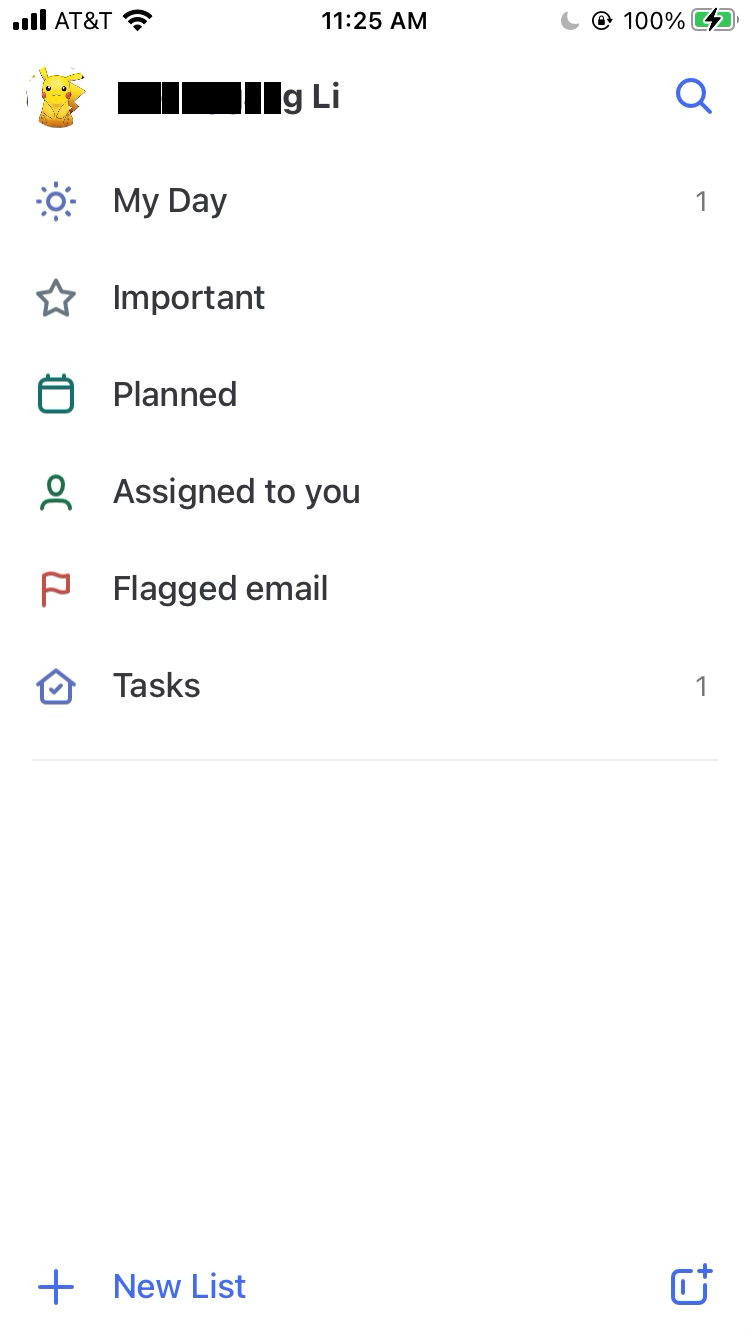 AT&T 11:25 AM 100%
Li
My Day 1
Important
Planned
Assigned to you
Flagged email
Tasks 1
New List